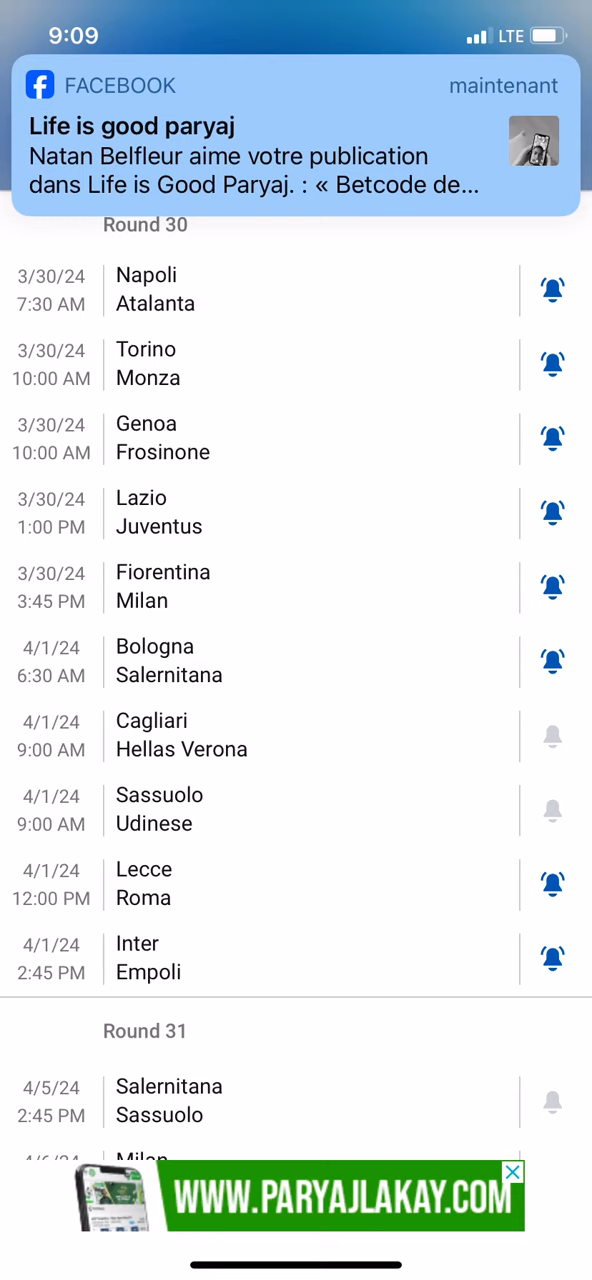 9:09
LTE
FACEBOOK
maintenant
Life is good paryaj
Natan Belfleur aime votre publication
dans Life is Good Paryaj. : « Betcode de...
Round 30
3/30/24
Napoli
7:30 AM
Atalanta
3/30/24
Torino
10:00 AM
Monza
3/30/24
Genoa
10:00 AM
Frosinone
3/30/24
Lazio
1:00 PM
Juventus
3/30/24
Fiorentina
3:45 PM
Milan
4/1/24
Bologna
6:30 AM
Salernitana
4/1/24
Cagliari
9:00 AM
Hellas Verona
4/1/24
Sassuolo
9:00 AM
Udinese
4/1/24
Lecce
12:00 PM
Roma
4/1/24
Inter
2:45 PM
Empoli
Round 31
4/5/24
Salernitana
2:45 PM
Sassuolo
4/6/24
Milan
WWW.PARYAJLAKAY.COM